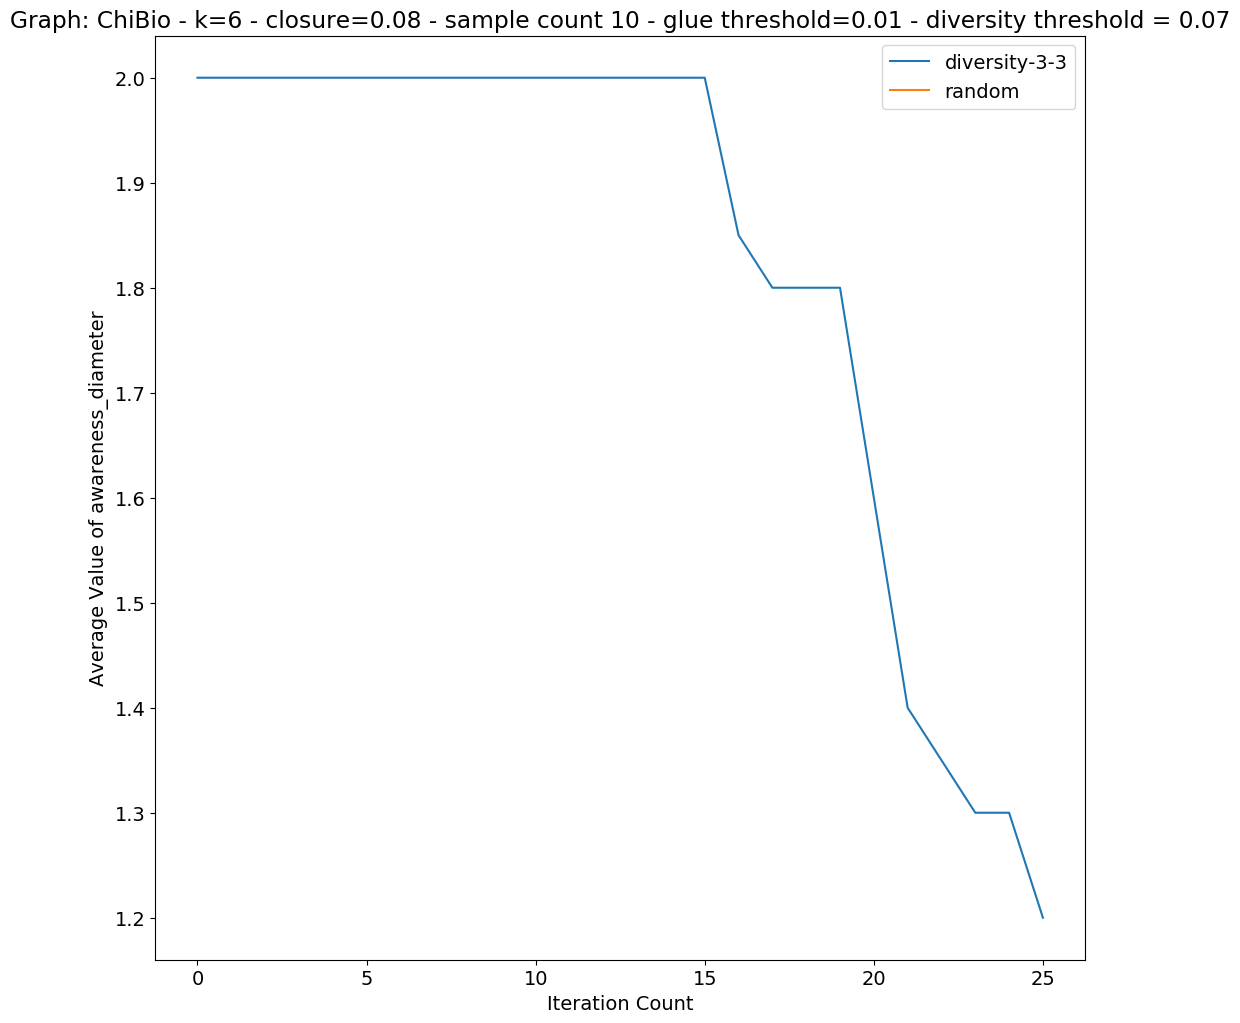 Graph: ChiBio - k=6 - closure=0.08 - sample count 10 - glue threshold=0.01 - diversity threshold = 0.07
diversity-3-3
random
Average Value of awareness_diameter
2.0
1.9
1.8
1.7
1.6
1.5
1.4
1.3
1.2
0 5 10 15 20 25
Iteration Count